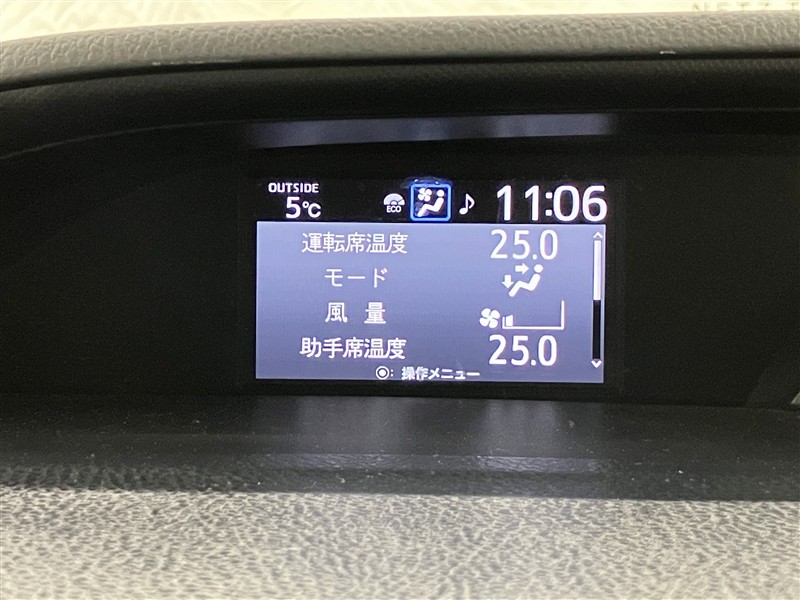 OUTSIDE
5℃ ECO 11:06
運転席温度 25.0
モード
風 量
助手席温度 25.0
: 操作メニュー